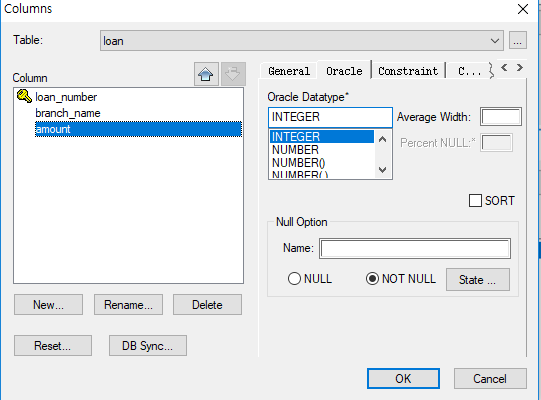 Columns
Table:
loan
...
Column
loan_number
branch_name
amount
New...
Rename...
Delete
Reset...
DB Sync...
General
Oracle
Constraint
C...
Oracle Datatype*
INTEGER
Average Width:
INTEGER
NUMBER
NUMBER()
NUMBER( )
Percent NULL:*
SORT
Null Option
Name:
NULL
NOT NULL
State ...
OK
Cancel